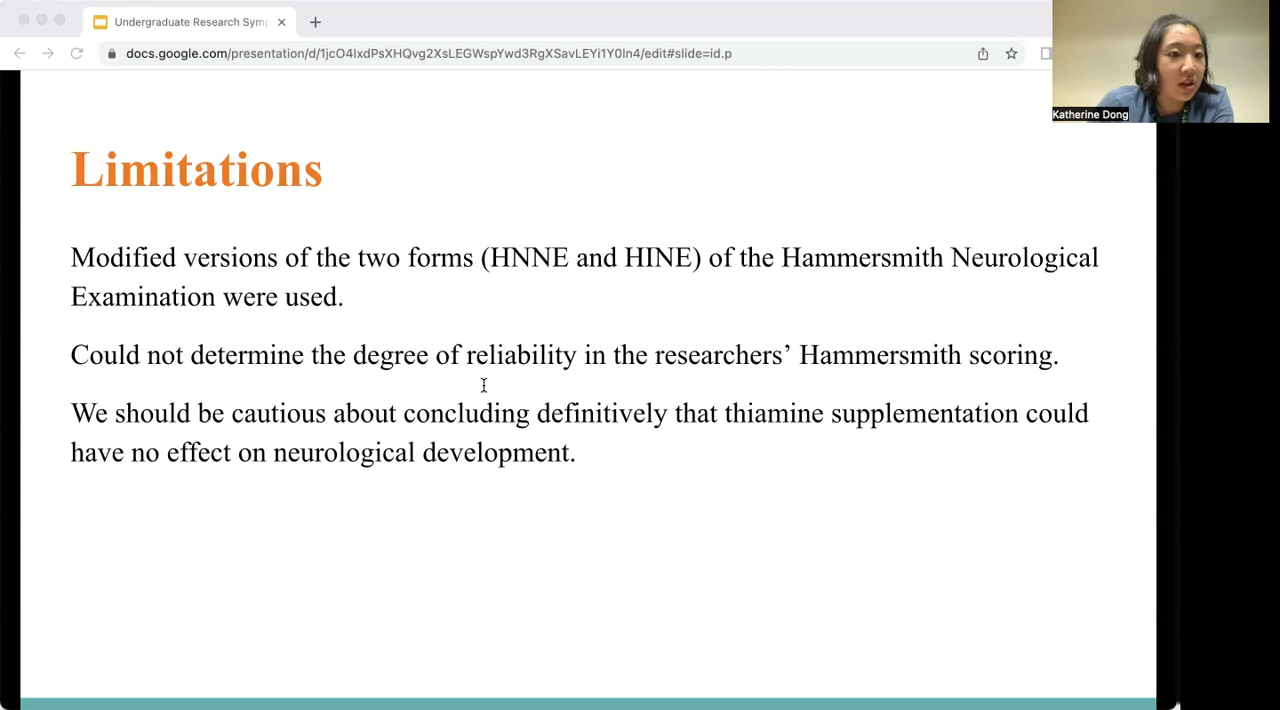 Undergraduate Research Symp
docs.google.com/presentation/d/1jcO4lxdPsXHQvg2XsLEGWspYwd3RgXSavLEYi1Y0ln4/edit#slide=id.p
Katherine Dong
Limitations
Modified versions of the two forms (HNNE and HINE) of the Hammersmith Neurological
Examination were used.
Could not determine the degree of reliability in the researchers’ Hammersmith scoring.
We should be cautious about concluding definitively that thiamine supplementation could
have no effect on neurological development.